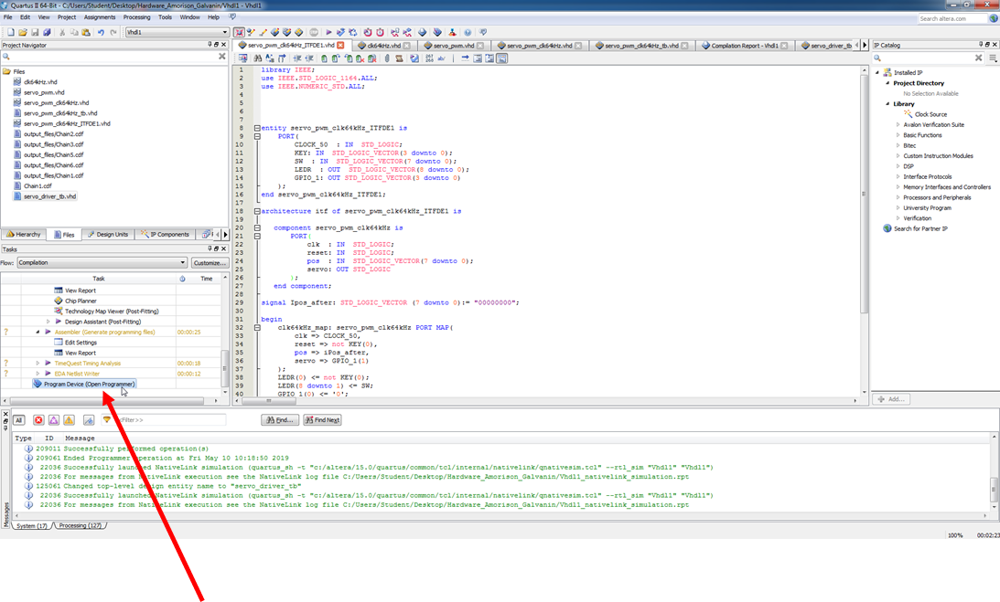 Quartus II 64-Bit - C:/Users/Student/Desktop/Hardware_Amorison_Galvanin/Vhdl1 - Vhdl1
File Edit View Project Assignments Processing Tools Window Help
Search altera.com
Vhdl1
Project Navigator
servo_pwm_clk64kHz_ITFDE1.vhd
clk64kHz.vhd
servo_pwm.vhd
servo_pwm_clk64kHz.vhd
servo_pwm_clk64kHz_tb.vhd
Compilation Report - Vhdl1
servo_driver_tb
IP Catalog
Files
clk64kHz.vhd
servo_pwm.vhd
servo_pwm_clk64kHz.vhd
servo_pwm_clk64kHz_tb.vhd
servo_pwm_clk64kHz_ITFDE1.vhd
output_files/Chain2.cdf
output_files/Chain3.cdf
output_files/Chain5.cdf
output_files/Chain6.cdf
output_files/Chain1.cdf
Chain1.cdf
servo_driver_tb.vhd
Hierarchy Files Design Units IP Components
Tasks
Flow: Compilation Customize...
Task Time
View Report
Chip Planner
Technology Map Viewer (Post-Fitting)
Design Assistant (Post-Fitting)
? Assembler (Generate programming files) 00:00:25
Edit Settings
View Report
? TimeQuest Timing Analysis 00:00:18
? EDA Netlist Writer 00:00:12
Program Device (Open Programmer)
1 library IEEE;
2 use IEEE.STD_LOGIC_1164.ALL;
3 use IEEE.NUMERIC_STD.ALL;
4
5
6
7
8 entity servo_pwm_clk64kHz_ITFDE1 is
9 PORT(
10 CLOCK_50 : IN STD_LOGIC;
11 KEY: IN STD_LOGIC_VECTOR(3 downto 0);
12 SW : IN STD_LOGIC_VECTOR(7 downto 0);
13 LEDR : OUT STD_LOGIC_VECTOR(8 downto 0);
14 GPIO_1: OUT STD_LOGIC_VECTOR(3 downto 0)
15 );
16 end servo_pwm_clk64kHz_ITFDE1;
17
18 architecture itf of servo_pwm_clk64kHz_ITFDE1 is
19
20 component servo_pwm_clk64kHz is
21 PORT(
22 clk : IN STD_LOGIC;
23 reset: IN STD_LOGIC;
24 pos : IN STD_LOGIC_VECTOR(7 downto 0);
25 servo: OUT STD_LOGIC
26 );
27 end component;
28
29 signal Ipos_after: STD_LOGIC_VECTOR (7 downto 0):= "00000000";
30
31 begin
32 clk64kHz_map: servo_pwm_clk64kHz PORT MAP(
33 clk => CLOCK_50,
34 reset => not KEY(0),
35 pos => iPos_after,
36 servo => GPIO_1(1)
37 );
38 LEDR(0) <= not KEY(0);
39 LEDR(8 downto 1) <= SW;
40 GPIO_1(0) <= '0';
Installed IP
Project Directory
No Selection Available
Library
Clock Source
Avalon Verification Suite
Basic Functions
Bitec
Custom Instruction Modules
DSP
Interface Protocols
Memory Interfaces and Controllers
Processors and Peripherals
University Program
Verification
Search for Partner IP
Add...
All <<Filter>> Find... Find Next
Type ID Message
209011 Successfully performed operation(s)
209061 Ended Programmer operation at Fri May 10 10:18:50 2019
22036 Successfully launched NativeLink simulation (quartus_sh -t "c:/altera/15.0/quartus/common/tcl/internal/nativelink/qnativesim.tcl" --rtl_sim "Vhdl1" "Vhdl1")
22036 For messages from NativeLink execution see the NativeLink log file C:/Users/Student/Desktop/Hardware_Amorison_Galvanin/Vhdl1_nativelink_simulation.rpt
125061 Changed top-level design entity name to "servo_driver_tb"
22036 Successfully launched NativeLink simulation (quartus_sh -t "c:/altera/15.0/quartus/common/tcl/internal/nativelink/qnativesim.tcl" --rtl_sim "Vhdl1" "Vhdl1")
22036 For messages from NativeLink execution see the NativeLink log file C:/Users/Student/Desktop/Hardware_Amorison_Galvanin/Vhdl1_nativelink_simulation.rpt
Messages
System (17) Processing (127)
100% 00:02:23